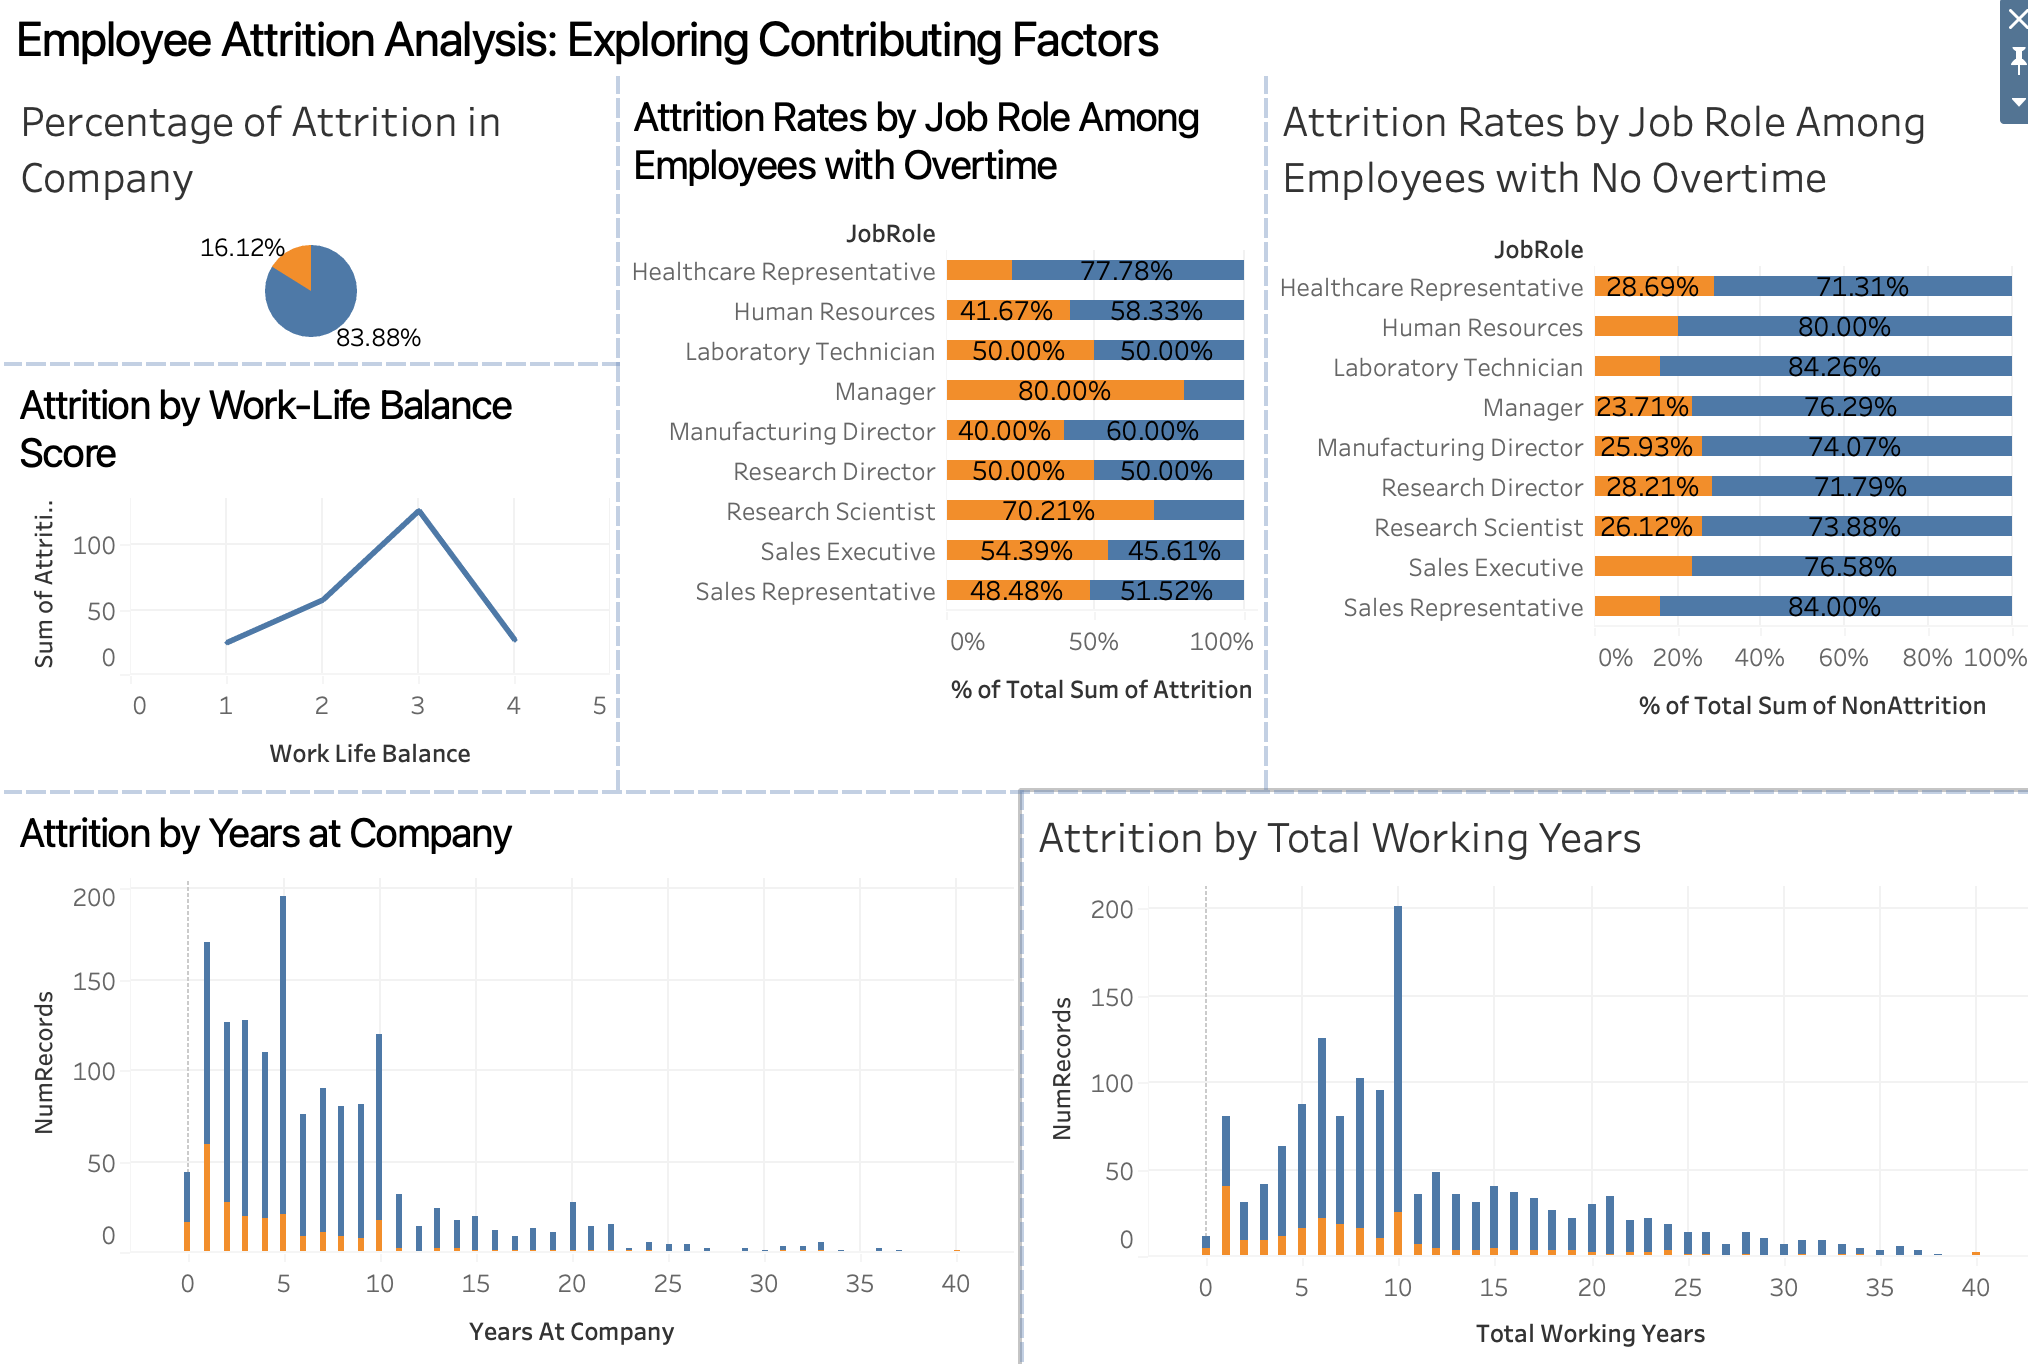 Employee Attrition Analysis: Exploring Contributing Factors
Percentage of Attrition in
Company
16.12%
83.88%
Attrition by Work-Life Balance
Score
Sum of Attriti..
100
50
0
0 1 2 3 4 5
Work Life Balance
Attrition Rates by Job Role Among
Employees with Overtime
JobRole
Healthcare Representative 77.78%
Human Resources 41.67% 58.33%
Laboratory Technician 50.00% 50.00%
Manager 80.00%
Manufacturing Director 40.00% 60.00%
Research Director 50.00% 50.00%
Research Scientist 70.21%
Sales Executive 54.39% 45.61%
Sales Representative 48.48% 51.52%
0% 50% 100%
% of Total Sum of Attrition
Attrition Rates by Job Role Among
Employees with No Overtime
JobRole
Healthcare Representative 28.69% 71.31%
Human Resources 80.00%
Laboratory Technician 84.26%
Manager 23.71% 76.29%
Manufacturing Director 25.93% 74.07%
Research Director 28.21% 71.79%
Research Scientist 26.12% 73.88%
Sales Executive 76.58%
Sales Representative 84.00%
0% 20% 40% 60% 80% 100%
% of Total Sum of NonAttrition
Attrition by Years at Company
NumRecords
200
150
100
50
0
0 5 10 15 20 25 30 35 40
Years At Company
Attrition by Total Working Years
NumRecords
200
150
100
50
0
0 5 10 15 20 25 30 35 40
Total Working Years